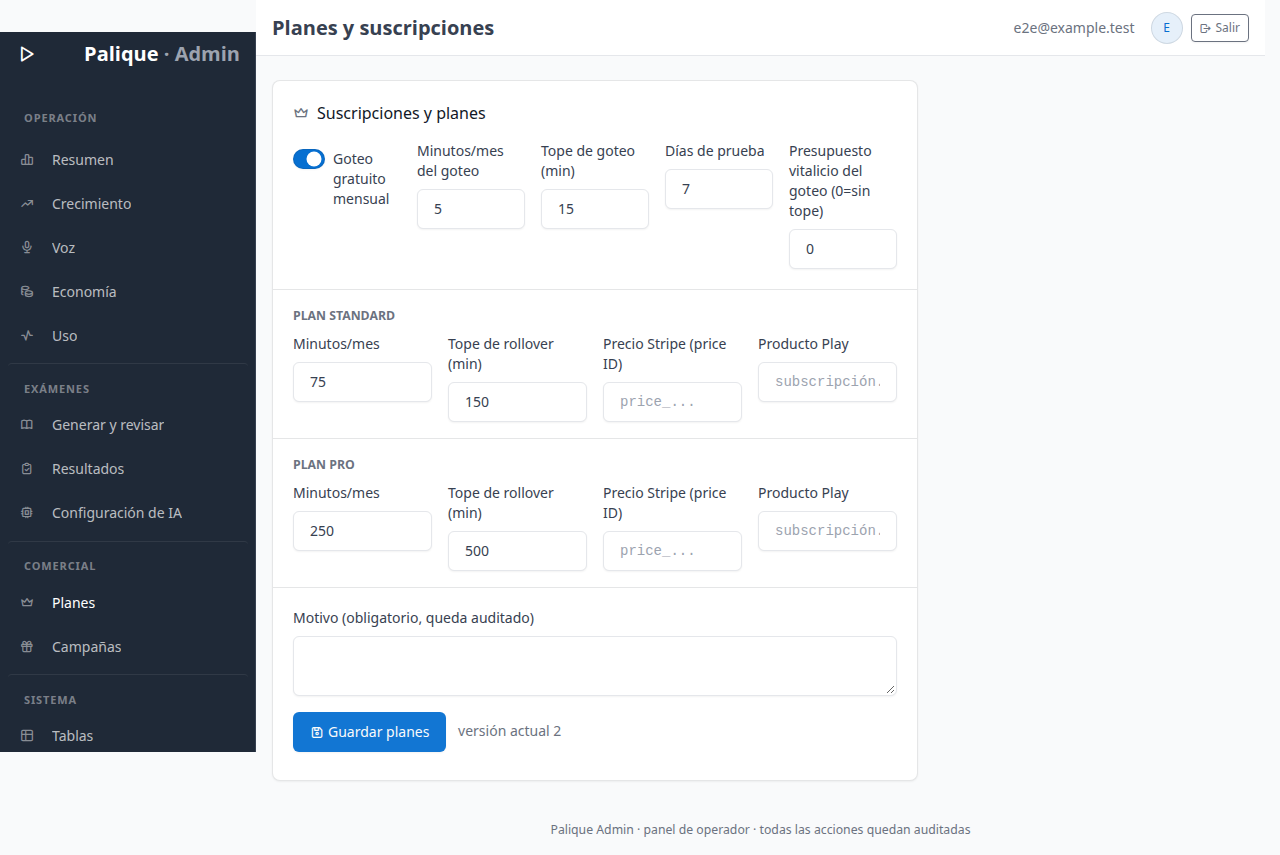 Planes y suscripciones
e2e@example.test
E
Salir
Palique · Admin
OPERACIÓN
Resumen
Crecimiento
Voz
Economía
Uso
EXÁMENES
Generar y revisar
Resultados
Configuración de IA
COMERCIAL
Planes
Campañas
SISTEMA
Tablas
Suscripciones y planes
Goteo
gratuito
mensual
Minutos/mes
del goteo
5
Tope de goteo
(min)
15
Días de prueba
7
Presupuesto
vitalicio del
goteo (0=sin
tope)
0
PLAN STANDARD
Minutos/mes
75
Tope de rollover
(min)
150
Precio Stripe (price
ID)
price_...
Producto Play
subscripción.
PLAN PRO
Minutos/mes
250
Tope de rollover
(min)
500
Precio Stripe (price
ID)
price_...
Producto Play
subscripción.
Motivo (obligatorio, queda auditado)
Guardar planes
versión actual 2
Palique Admin · panel de operador · todas las acciones quedan auditadas